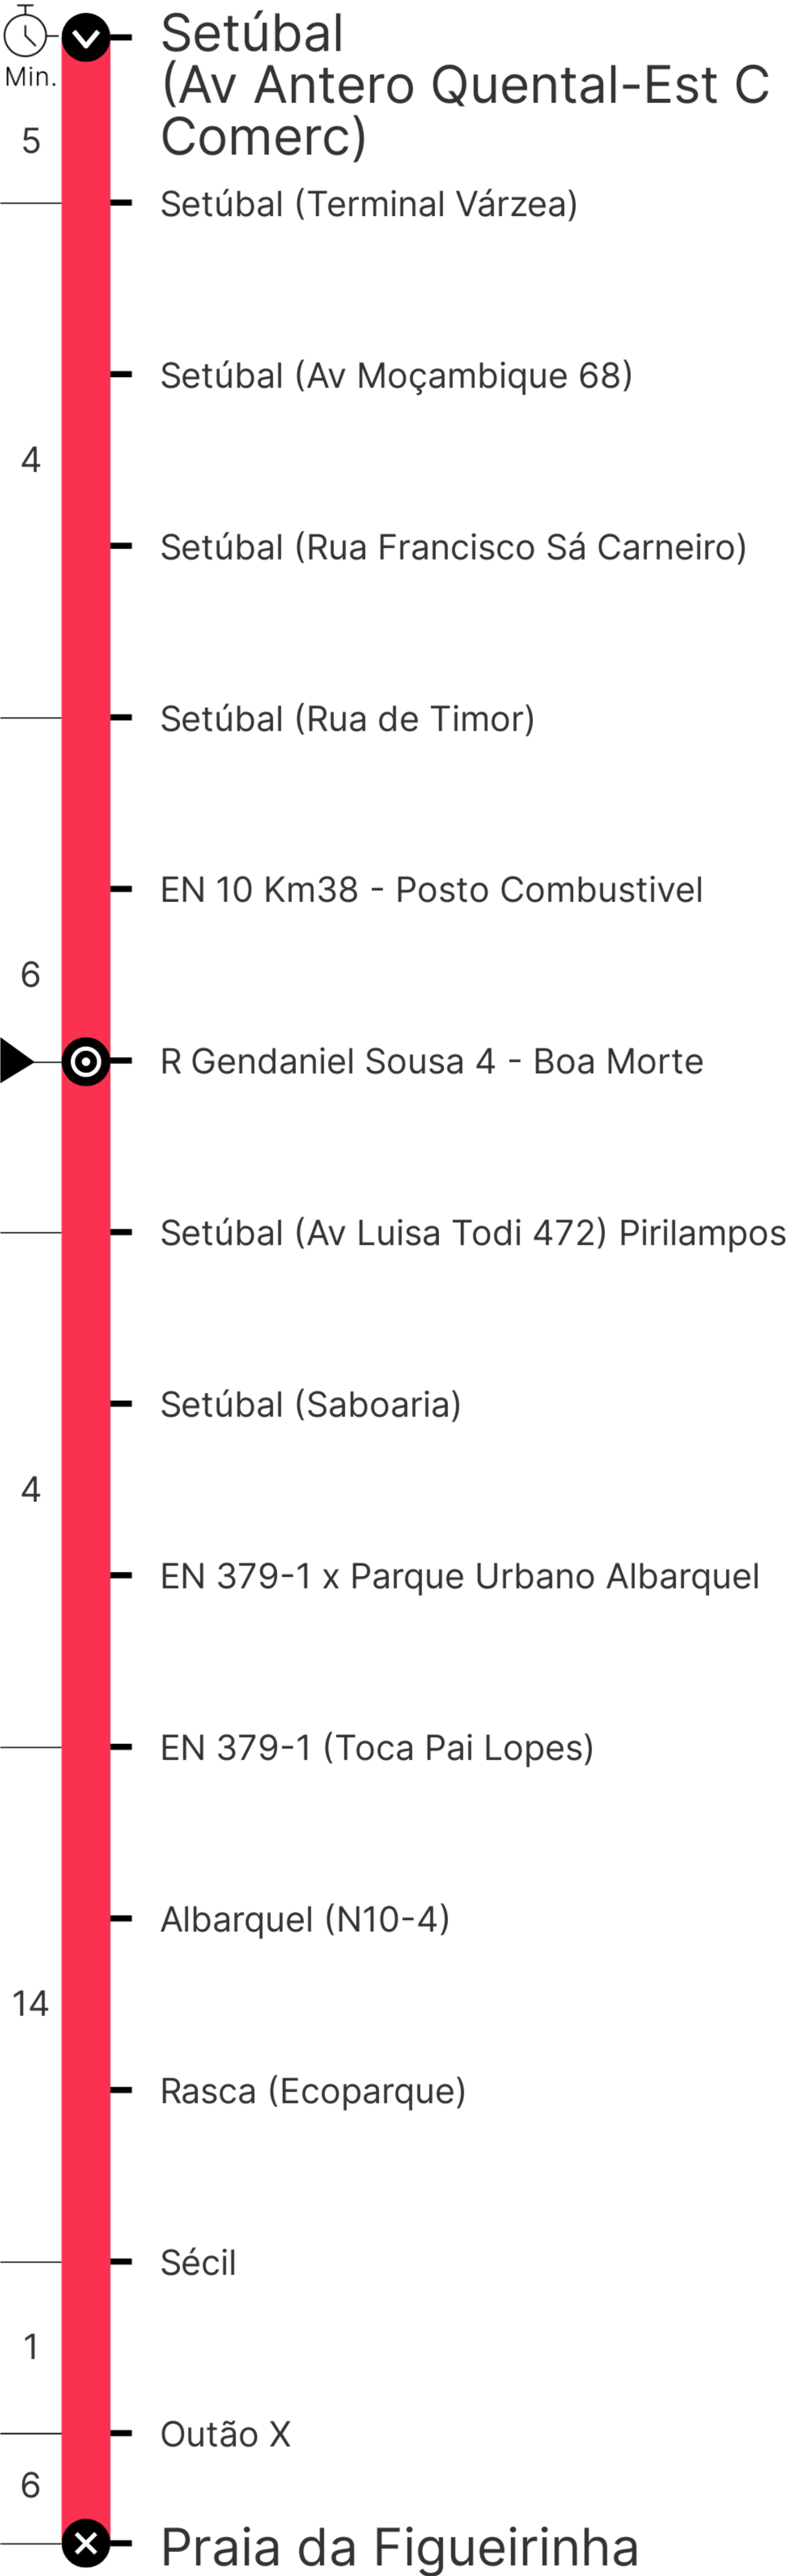 Setúbal
(Av Antero Quental-Est C
Comerc)
Min.
5
Setúbal (Terminal Várzea)
Setúbal (Av Moçambique 68)
4
Setúbal (Rua Francisco Sá Carneiro)
Setúbal (Rua de Timor)
EN 10 Km38 - Posto Combustivel
6
R Gendaniel Sousa 4 - Boa Morte
Setúbal (Av Luisa Todi 472) Pirilampos
Setúbal (Saboaria)
4
EN 379-1 x Parque Urbano Albarquel
EN 379-1 (Toca Pai Lopes)
Albarquel (N10-4)
14
Rasca (Ecoparque)
Sécil
1
Outão X
6
Praia da Figueirinha